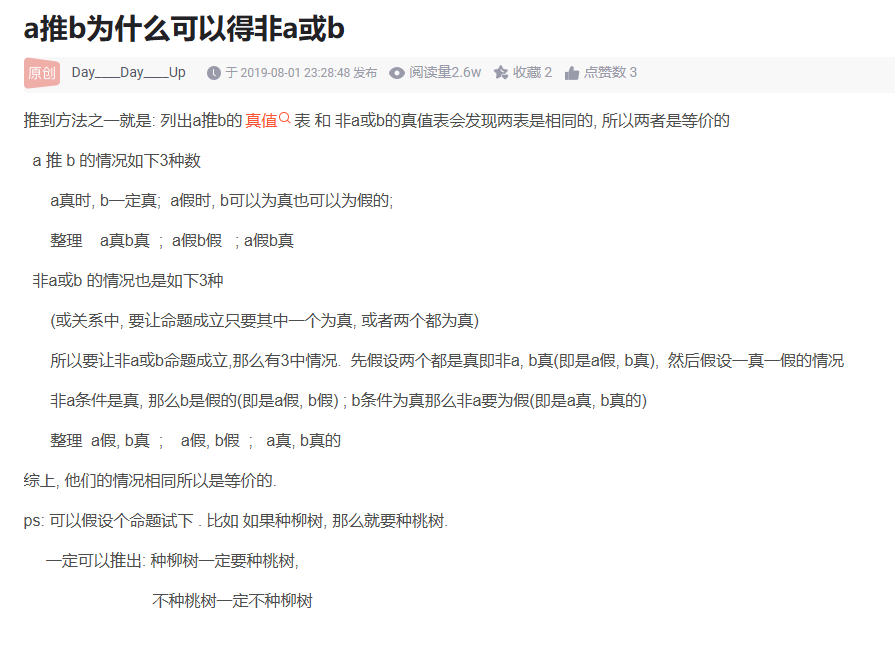 a推b为什么可以得非a或b
原创 Day___Day___Up 于 2019-08-01 23:28:48 发布 阅读量2.6w 收藏 2 点赞数 3
推到方法之一就是: 列出a推b的 真值 表 和 非a或b的真值表会发现两表是相同的, 所以两者是等价的
a 推 b 的情况如下3种数
a真时, b一定真; a假时, b可以为真也可以为假的;
整理 a真b真 ; a假b假 ; a假b真
非a或b 的情况也是如下3种
(或关系中, 要让命题成立只要其中一个为真, 或者两个都为真)
所以要让非a或b命题成立,那么有3中情况. 先假设两个都是真即非a, b真(即是a假, b真), 然后假设一真一假的情况
非a条件是真, 那么b是假的(即是a假, b假) ; b条件为真那么非a要为假(即是a真, b真的)
整理 a假, b真 ; a假, b假 ; a真, b真的
综上, 他们的情况相同所以是等价的.
ps: 可以假设个命题试下 . 比如 如果种柳树, 那么就要种桃树.
一定可以推出: 种柳树一定要种桃树,
不种桃树一定不种柳树